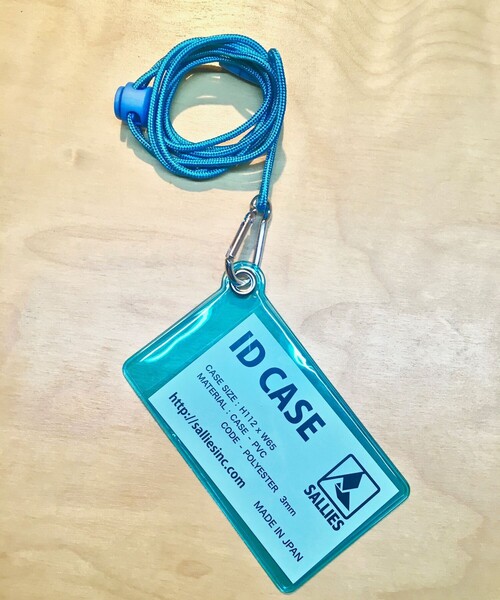 ID CASE
CASE SIZE : H112 x W65
MATERIAL : CASE - PVC
CODE - POLYESTER 3mm
http://salliesinc.com
MADE IN JAPAN
SALLIES